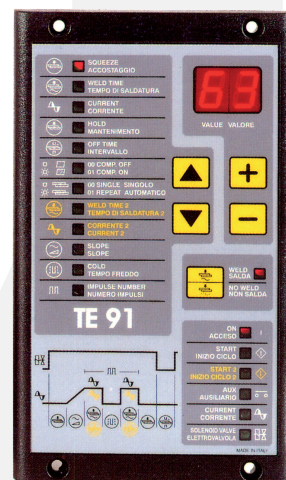 SQUEEZE
ACCOSTAGGIO
WELD TIME
TEMPO DI SALDATURA
CURRENT
CORRENTE
HOLD
MANTENIMENTO
OFF TIME
INTERVALLO
00 COMP. OFF
01 COMP. ON
00 SINGLE SINGOLO
01 REPEAT AUTOMATICO
WELD TIME 2
TEMPO DI SALDATURA 2
CORRENTE 2
CURRENT 2
SLOPE
SLOPE
COLD
TEMPO FREDDO
IMPULSE NUMBER
NUMERO IMPULSI
TE 91
63
VALUE VALORE
+
−
WELD
SALDA
NO WELD
NON SALDA
ON
ACCESO I
START
INIZIO CICLO
START 2
INIZIO CICLO 2
AUX
AUSILIARIO
CURRENT
CORRENTE
SOLENOID VALVE
ELETTROVALVOLA
MADE IN ITALY